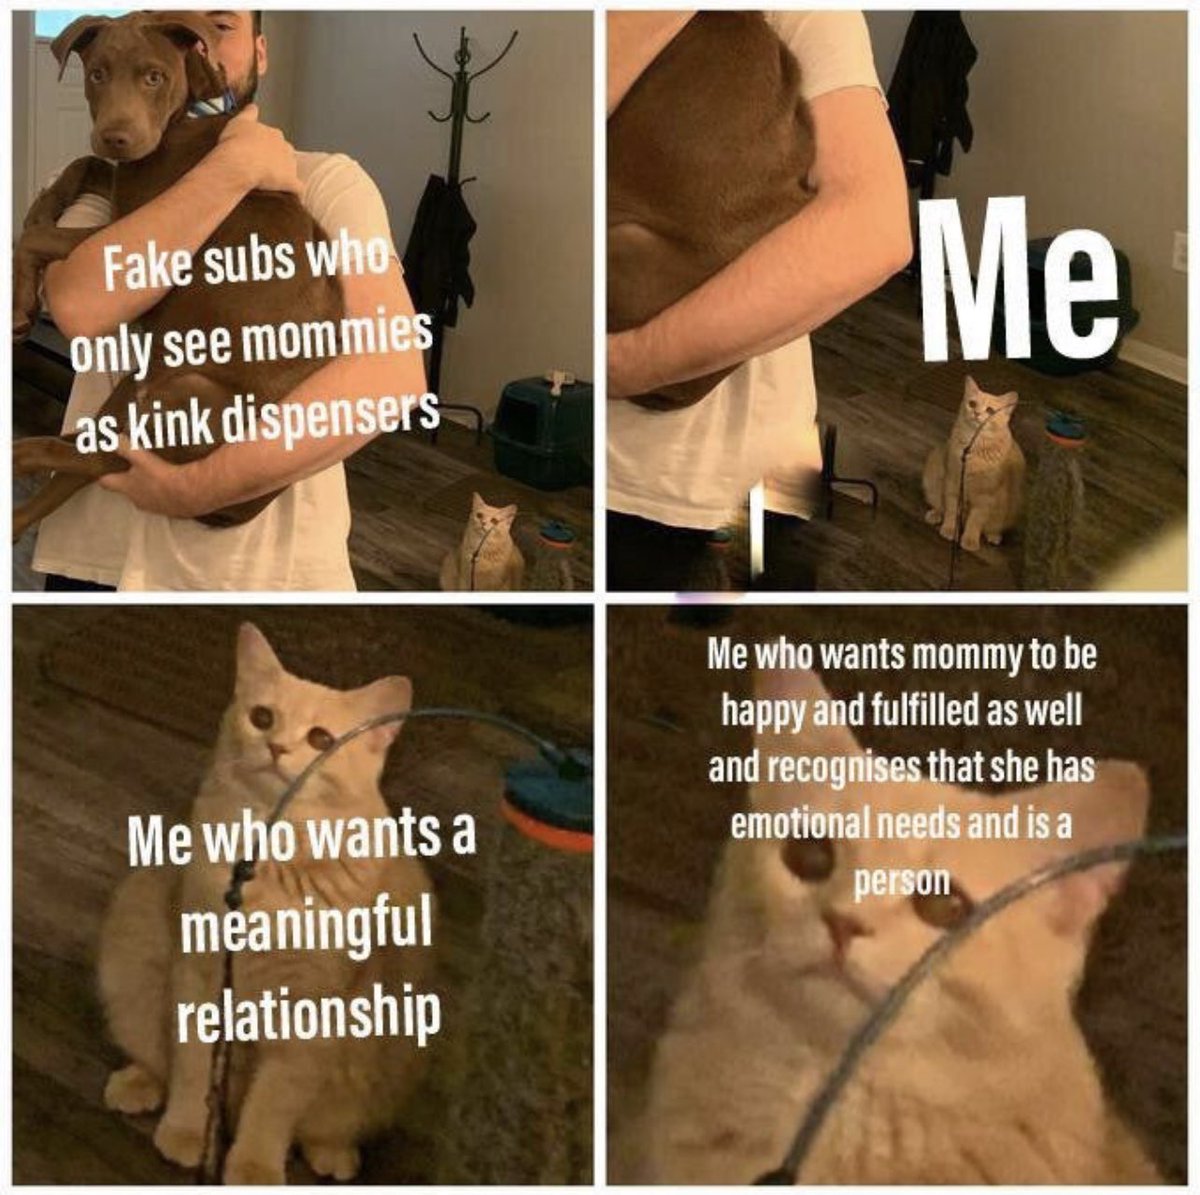 Fake subs who
only see mommies
as kink dispensers
Me
Me who wants a
meaningful
relationship
Me who wants mommy to be
happy and fulfilled as well
and recognises that she has
emotional needs and is a
person